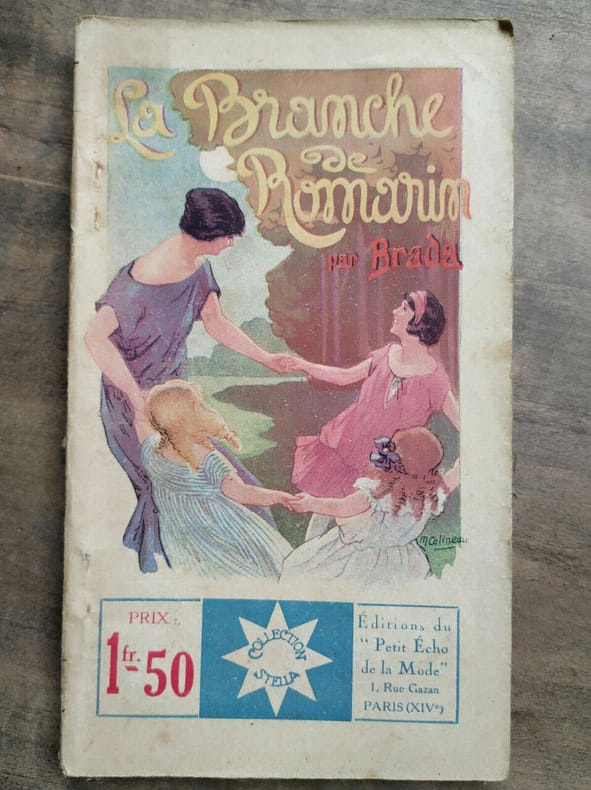 La Branche
de
Romarin
par Brada
M Colineau
PRIX :
1fr.50
COLLECTION
STELLA
Éditions du
" Petit Écho
de la Mode"
1, Rue Gazan
PARIS (XIVe)